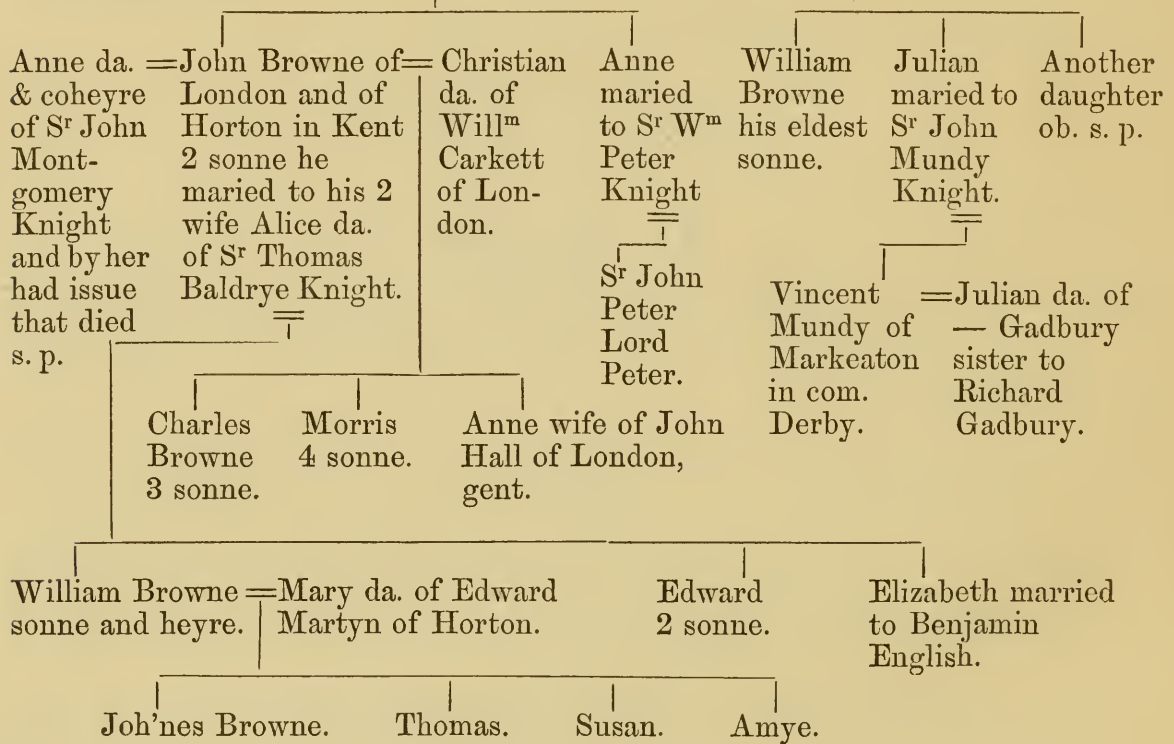 Anne da. =
& coheyre
of Sʳ John
Mont-
gomery
Knight
and by her
had issue
that died
s. p.
John Browne of=
London and of
Horton in Kent
2 sonne he
maried to his 2
wife Alice da.
of Sʳ Thomas
Baldrye Knight.
Christian
da. of
Willᵐ
Carkett
of Lon-
don.
Anne
maried
to Sʳ Wᵐ
Peter
Knight
Sʳ John
Peter
Lord
Peter.
William
Browne
his eldest
sonne.
Julian
maried to
Sʳ John
Mundy
Knight.
Another
daughter
ob. s. p.
Vincent =
Mundy of
Markeaton
in com.
Derby.
Julian da. of
— Gadbury
sister to
Richard
Gadbury.
Charles
Browne
3 sonne.
Morris
4 sonne.
Anne wife of John
Hall of London,
gent.
William Browne =
sonne and heyre.
Mary da. of Edward
Martyn of Horton.
Edward
2 sonne.
Elizabeth married
to Benjamin
English.
Joh'nes Browne. Thomas. Susan. Amye.